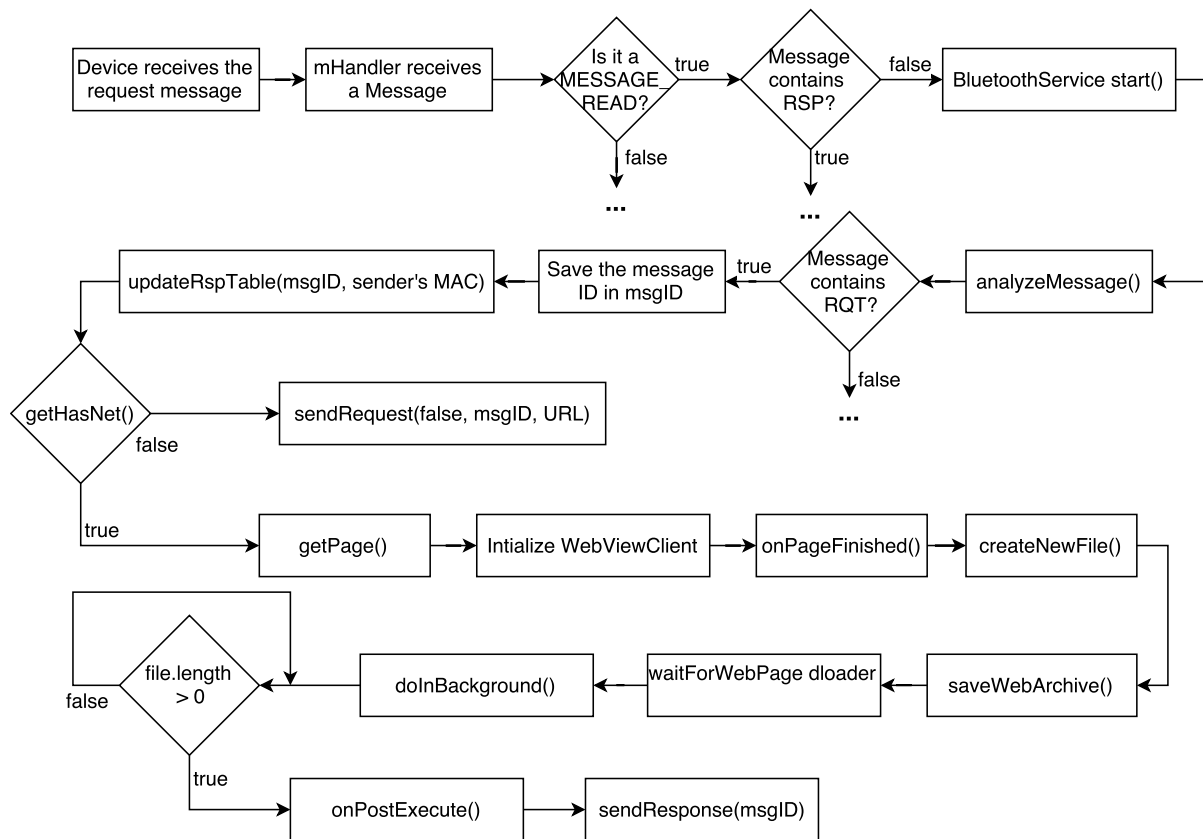 Device receives the
request message
mHandler receives
a Message
Is it a
MESSAGE_
READ?
true
Message
contains
RSP?
false
BluetoothService start()
false
true
...
...
updateRspTable(msgID, sender's MAC)
Save the message
ID in msgID
true
Message
contains
RQT?
analyzeMessage()
false
...
getHasNet()
false
sendRequest(false, msgID, URL)
true
getPage()
Intialize WebViewClient
onPageFinished()
createNewFile()
file.length
> 0
false
doInBackground()
waitForWebPage dloader
saveWebArchive()
true
onPostExecute()
sendResponse(msgID)